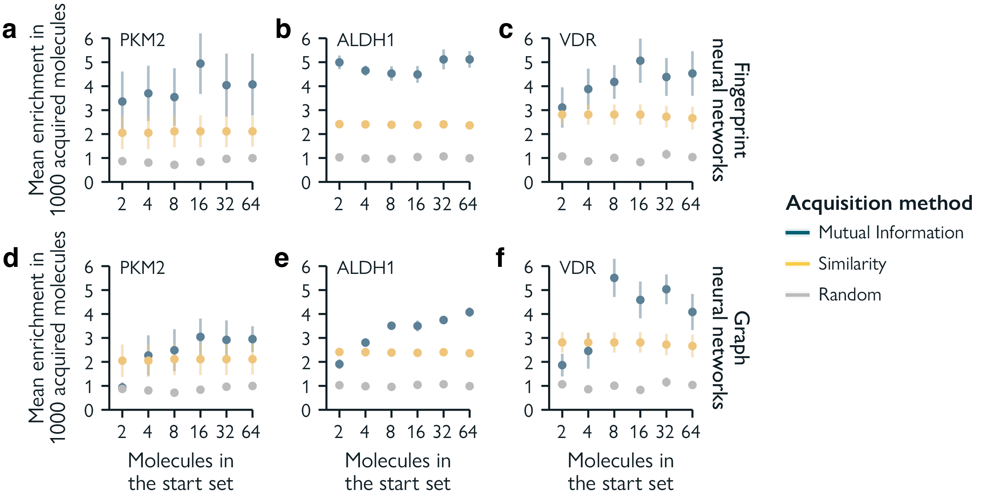 a
Mean enrichment in
1000 acquired molecules
PKM2
6
5
4
3
2
1
0
2 4 8 16 32 64
b
ALDH1
6
5
4
3
2
1
0
2 4 8 16 32 64
c
VDR
6
5
4
3
2
1
0
2 4 8 16 32 64
Fingerprint
neural networks
d
Mean enrichment in
1000 acquired molecules
PKM2
6
5
4
3
2
1
0
2 4 8 16 32 64
Molecules in
the start set
e
ALDH1
6
5
4
3
2
1
0
2 4 8 16 32 64
Molecules in
the start set
f
VDR
6
5
4
3
2
1
0
2 4 8 16 32 64
Molecules in
the start set
Graph
neural networks
Acquisition method
Mutual Information
Similarity
Random